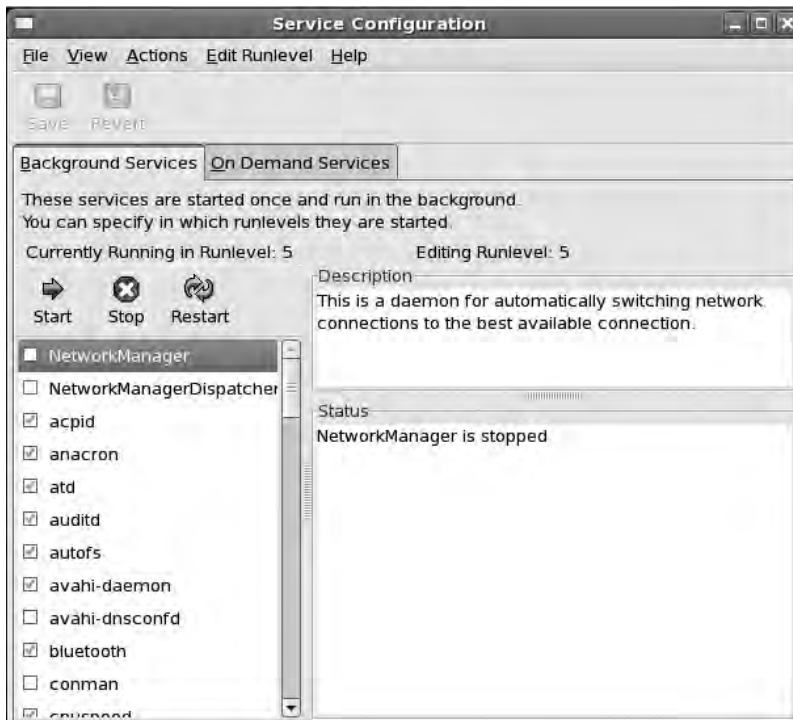 Service Configuration
File View Actions Edit Runlevel Help
Save Revert
Background Services On Demand Services
These services are started once and run in the background.
You can specify in which runlevels they are started.
Currently Running in Runlevel: 5 Editing Runlevel: 5
Start Stop Restart
Description
This is a daemon for automatically switching network
connections to the best available connection.
NetworkManager
NetworkManagerDispatcher
acpid
anacron
atd
auditd
autofs
avahi-daemon
avahi-dnsconfd
bluetooth
conman
cpuspeed
Status
NetworkManager is stopped